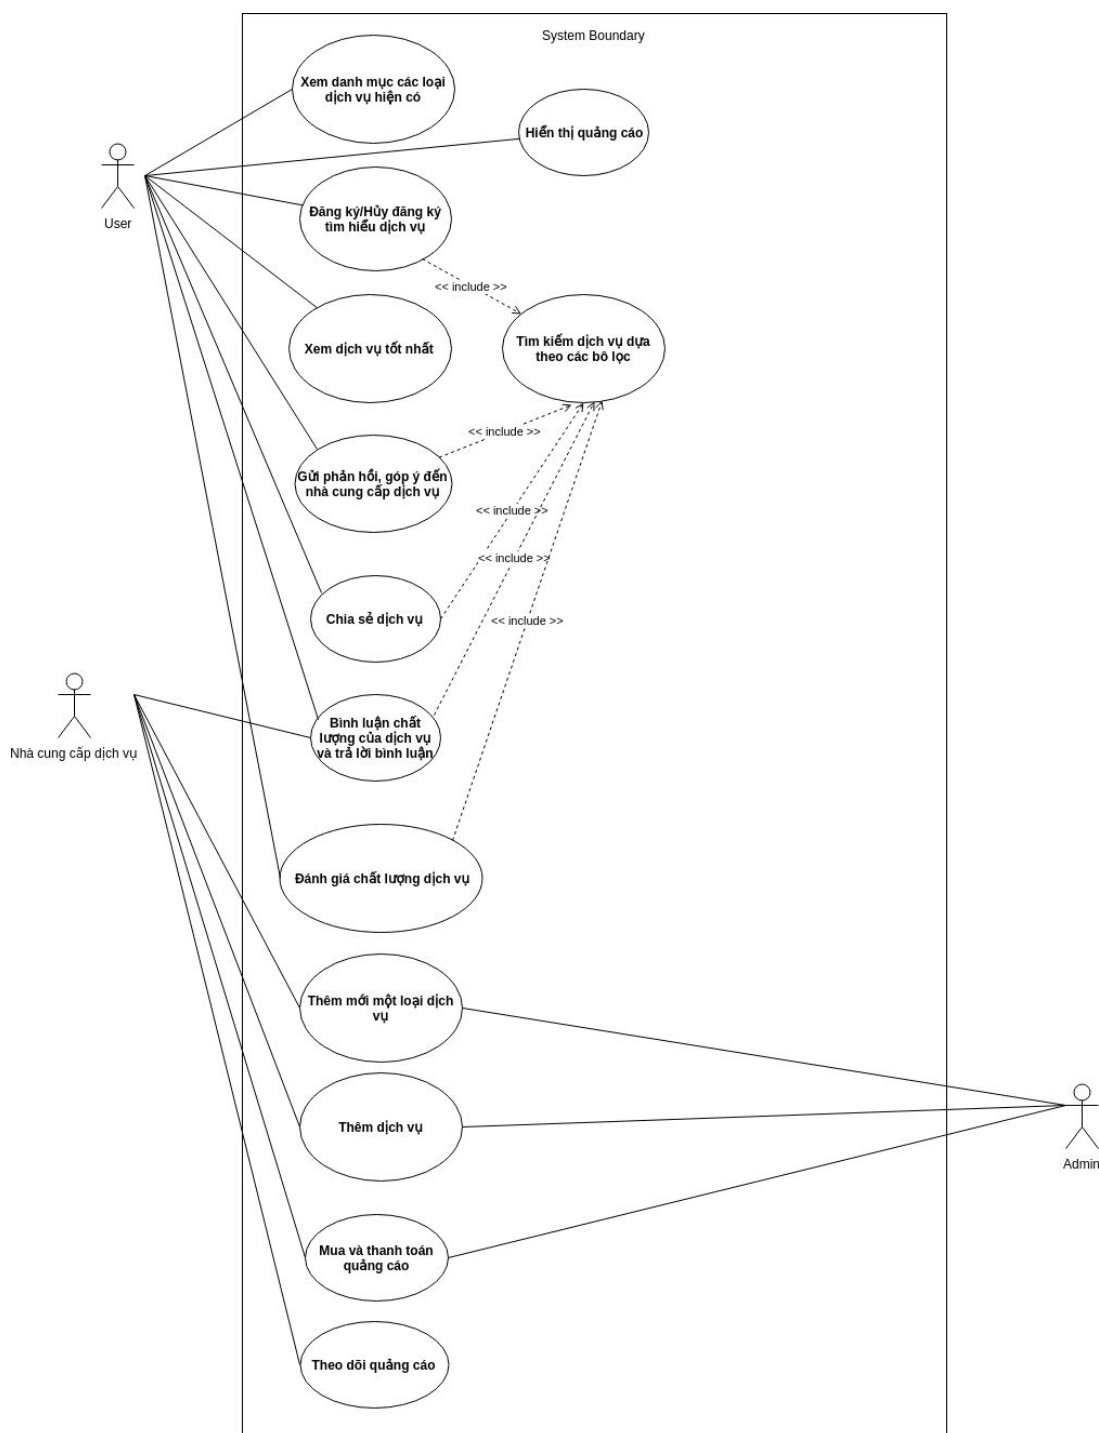 System Boundary
Xem danh mục các loại
dịch vụ hiện có
Hiển thị quảng cáo
User
Đăng ký/Hủy đăng ký
tìm hiểu dịch vụ
<< include >>
Xem dịch vụ tốt nhất
Tìm kiếm dịch vụ dựa
theo các bô lọc
<< include >>
Gửi phản hồi, góp ý đến
nhà cung cấp dịch vụ
<< include >>
<< include >>
Chia sẻ dịch vụ
<< include >>
Bình luận chất
lượng của dịch vụ
và trả lời bình luận
Nhà cung cấp dịch vụ
Đánh giá chất lượng dịch vụ
Thêm mới một loại dịch
vụ
Thêm dịch vụ
Admin
Mua và thanh toán
quảng cáo
Theo dõi quảng cáo